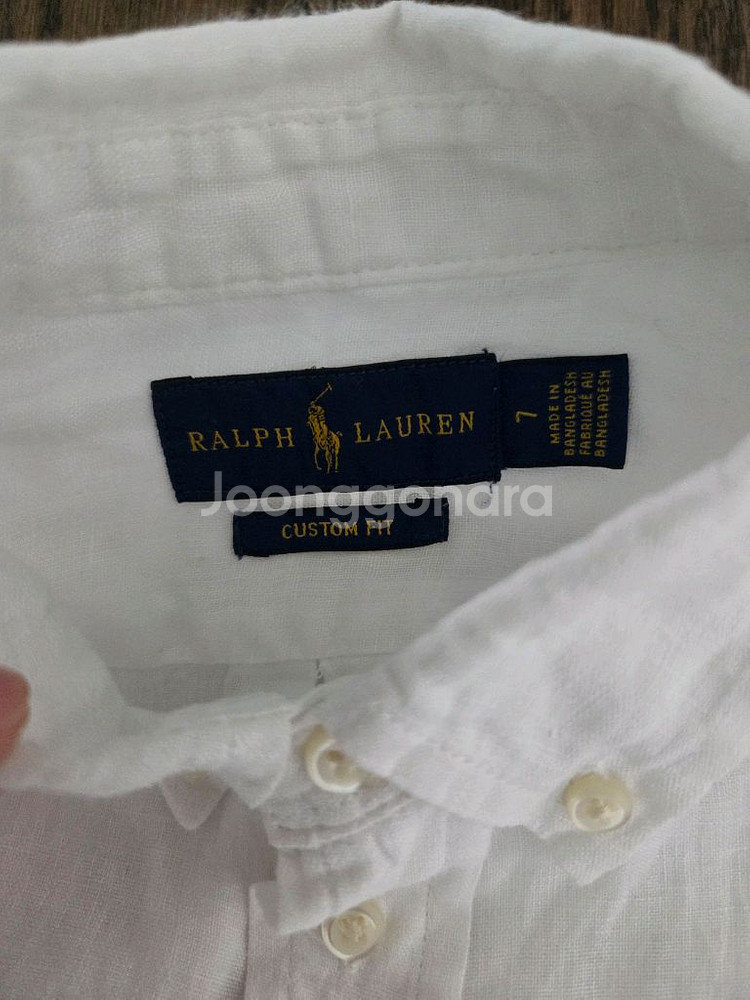 RALPH LAUREN
7
MADE IN
BANGLADESH
FABRIQUÉ AU
BANGLADESH
Joonggonara
CUSTOM FIT